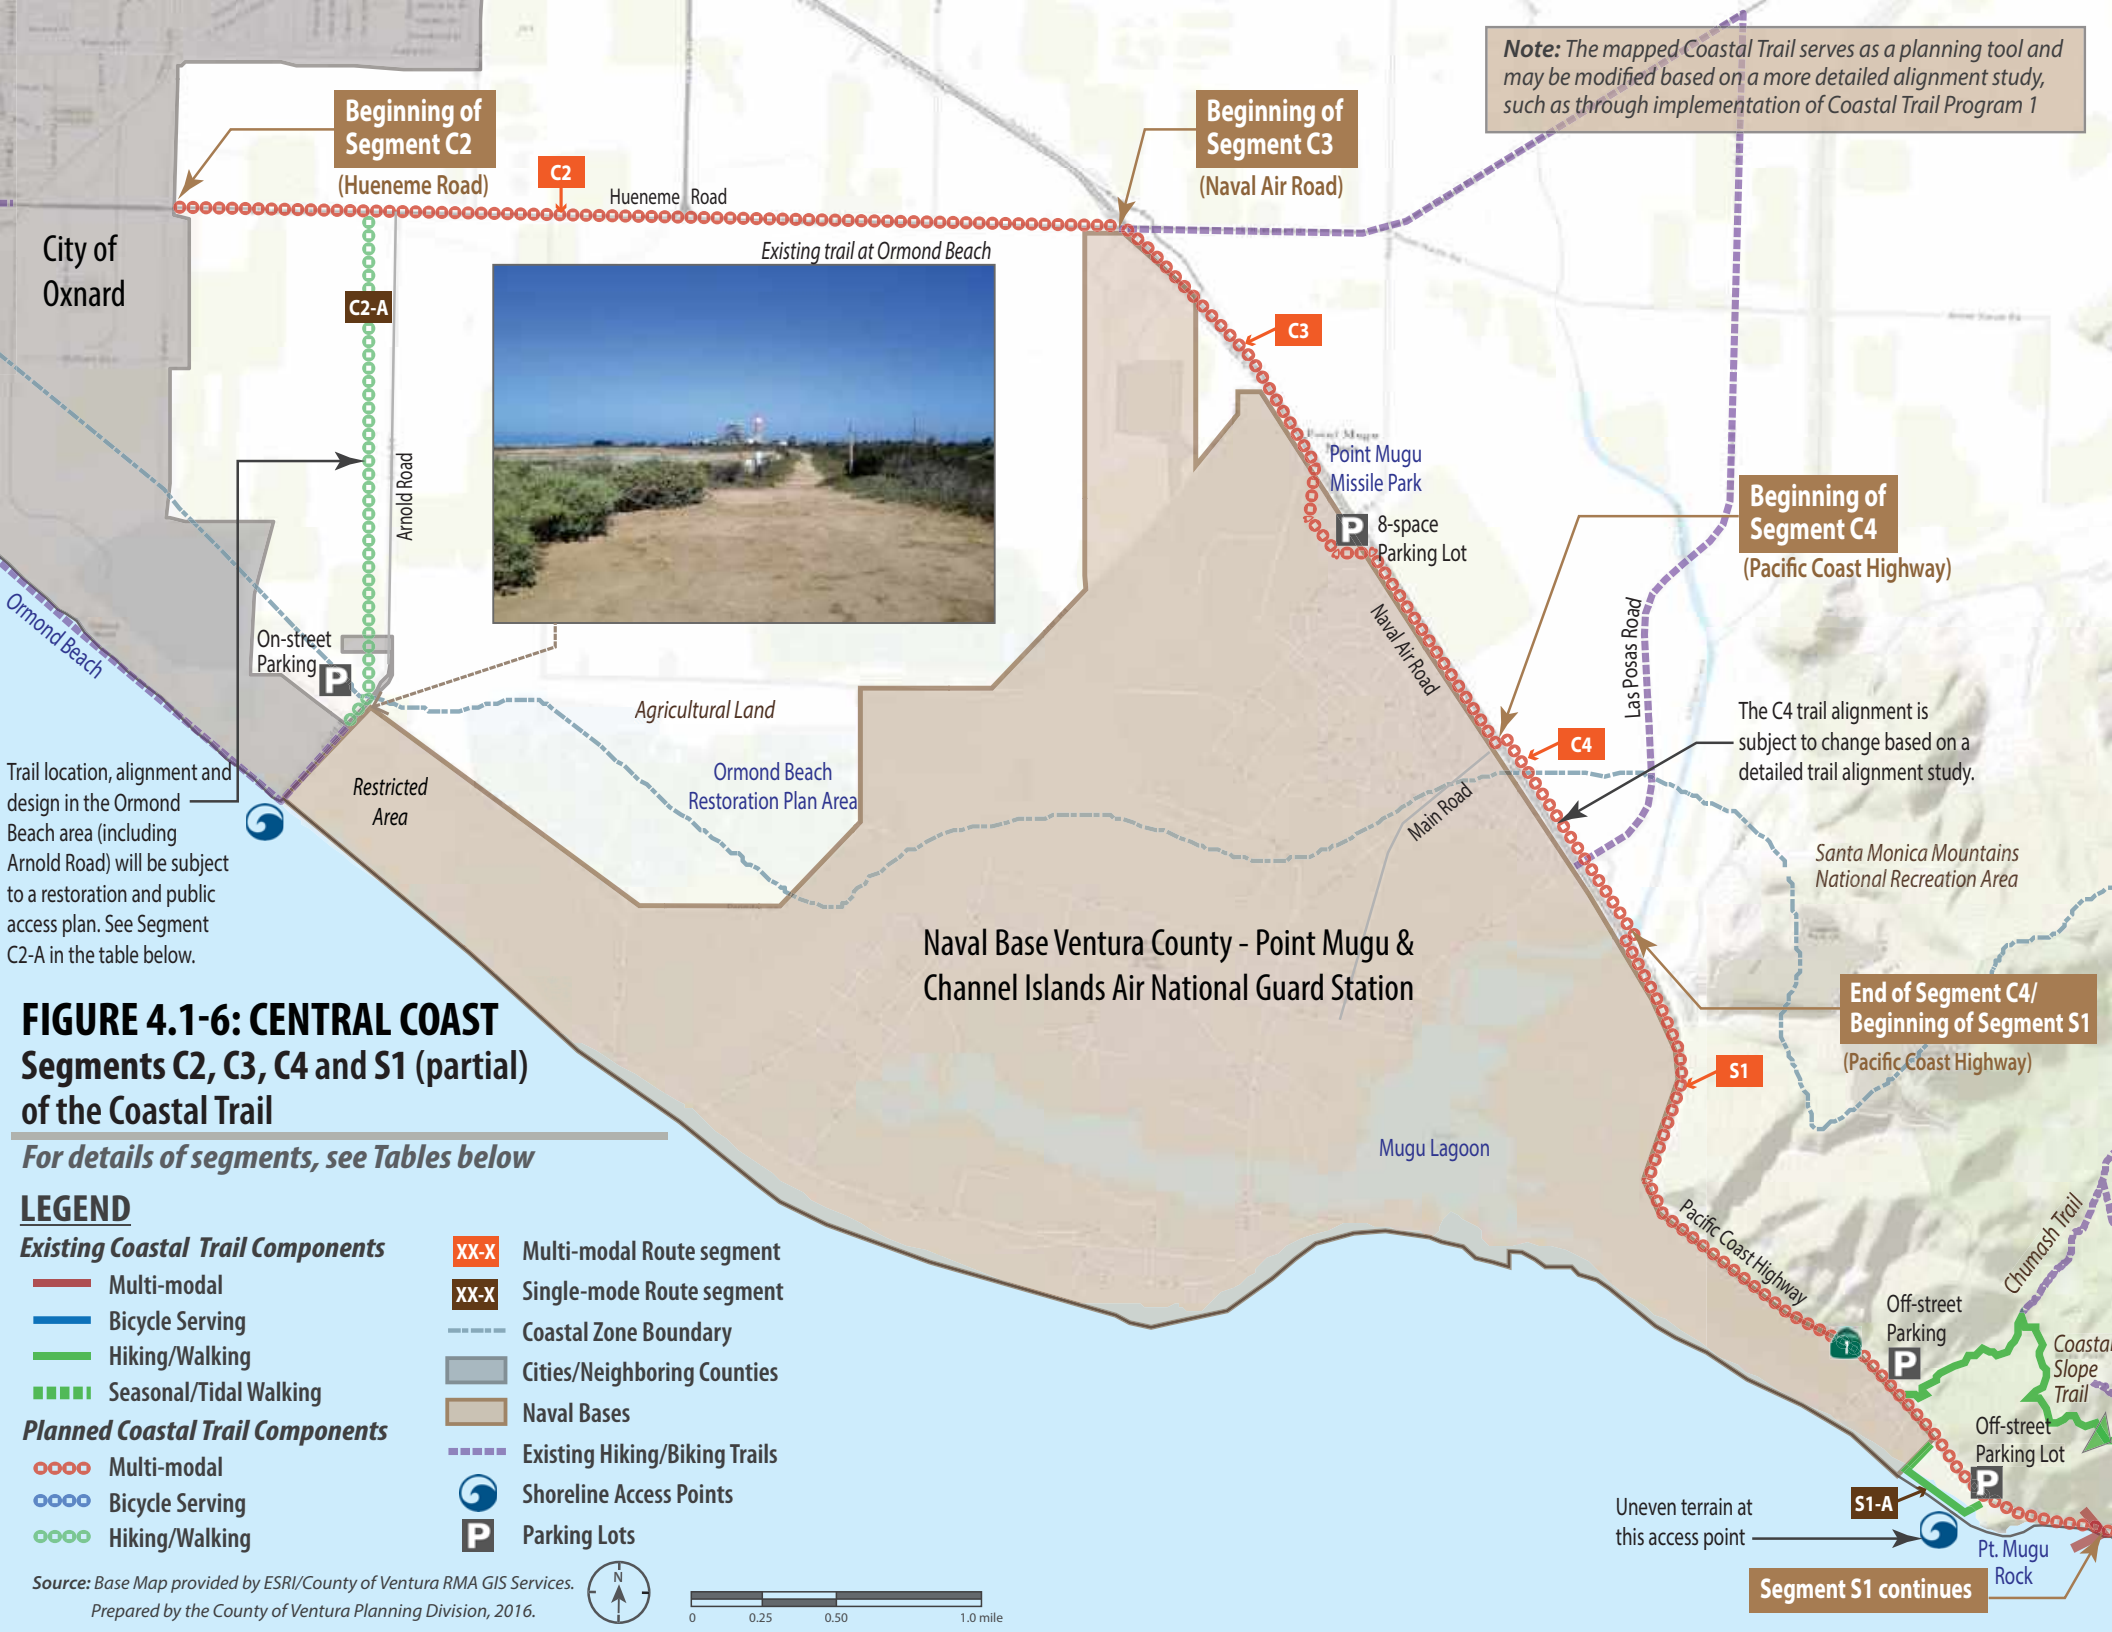 Note: The mapped Coastal Trail serves as a planning tool and
may be modified based on a more detailed alignment study,
such as through implementation of Coastal Trail Program 1
Beginning of
Segment C2
(Hueneme Road)
C2
Hueneme Road
Beginning of
Segment C3
(Naval Air Road)
City of
Oxnard
Existing trail at Ormond Beach
C2-A
C3
Arnold Road
Point Mugu
Missile Park
P
8-space
Parking Lot
Beginning of
Segment C4
(Pacific Coast Highway)
Ormond Beach
On-street
Parking
P
Naval Air Road
Las Posas Road
Agricultural Land
C4
The C4 trail alignment is
subject to change based on a
detailed trail alignment study.
Trail location, alignment and
design in the Ormond
Beach area (including
Arnold Road) will be subject
to a restoration and public
access plan. See Segment
C2-A in the table below.
Restricted
Area
Ormond Beach
Restoration Plan Area
Main Road
Santa Monica Mountains
National Recreation Area
Naval Base Ventura County - Point Mugu &
Channel Islands Air National Guard Station
End of Segment C4/
Beginning of Segment S1
(Pacific Coast Highway)
S1
Mugu Lagoon
Pacific Coast Highway
Chumash Trail
1
Off-street
Parking
P
Coastal
Slope
Trail
Off-street
Parking Lot
P
S1-A
Uneven terrain at
this access point
Pt. Mugu
Rock
Segment S1 continues
FIGURE 4.1-6: CENTRAL COAST
Segments C2, C3, C4 and S1 (partial)
of the Coastal Trail
For details of segments, see Tables below
LEGEND
Existing Coastal Trail Components
Multi-modal
Bicycle Serving
Hiking/Walking
Seasonal/Tidal Walking
Planned Coastal Trail Components
Multi-modal
Bicycle Serving
Hiking/Walking
XX-X Multi-modal Route segment
XX-X Single-mode Route segment
Coastal Zone Boundary
Cities/Neighboring Counties
Naval Bases
Existing Hiking/Biking Trails
Shoreline Access Points
P Parking Lots
Source: Base Map provided by ESRI/County of Ventura RMA GIS Services.
Prepared by the County of Ventura Planning Division, 2016.
N
0 0.25 0.50 1.0 mile